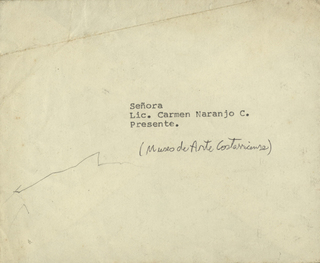 Señora
Lic. Carmen Naranjo C.
Presente.
(Museo de Arte Costarricense)